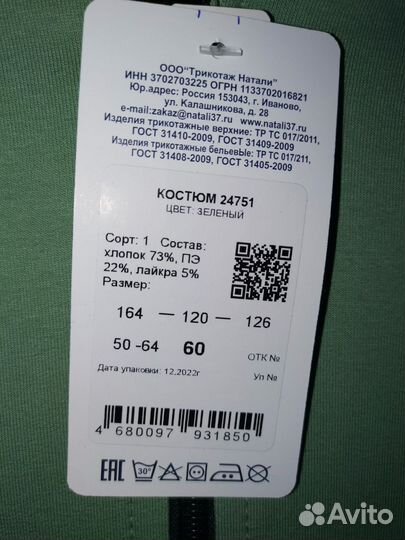 ООО"Трикотаж Натали"
ИНН 3702703225 ОГРН 1133702016821
Юр.адрес: Россия 153043, г. Иваново,
ул. Калашникова, д. 28
e-mail:zakaz@natali37.ru www.natali37.ru
Изделия трикотажные верхние: ТР ТС 017/2011,
ГОСТ 31410-2009, ГОСТ 31409-2009
Изделия трикотажные бельевЫе: ТР ТС 017/211,
ГОСТ 31408-2009, ГОСТ 31405-2009
КОСТЮМ 24751
ЦВЕТ: ЗЕЛЕНЫЙ
Сорт: 1 Состав:
хлопок 73%, ПЭ
22%, лайкра 5%
Размер:
164 — 120 — 126
50 -64 60 ОТК №
Дата упаковки: 12.2022г Уп №
4 680097 931850
EAC 30°
Avito